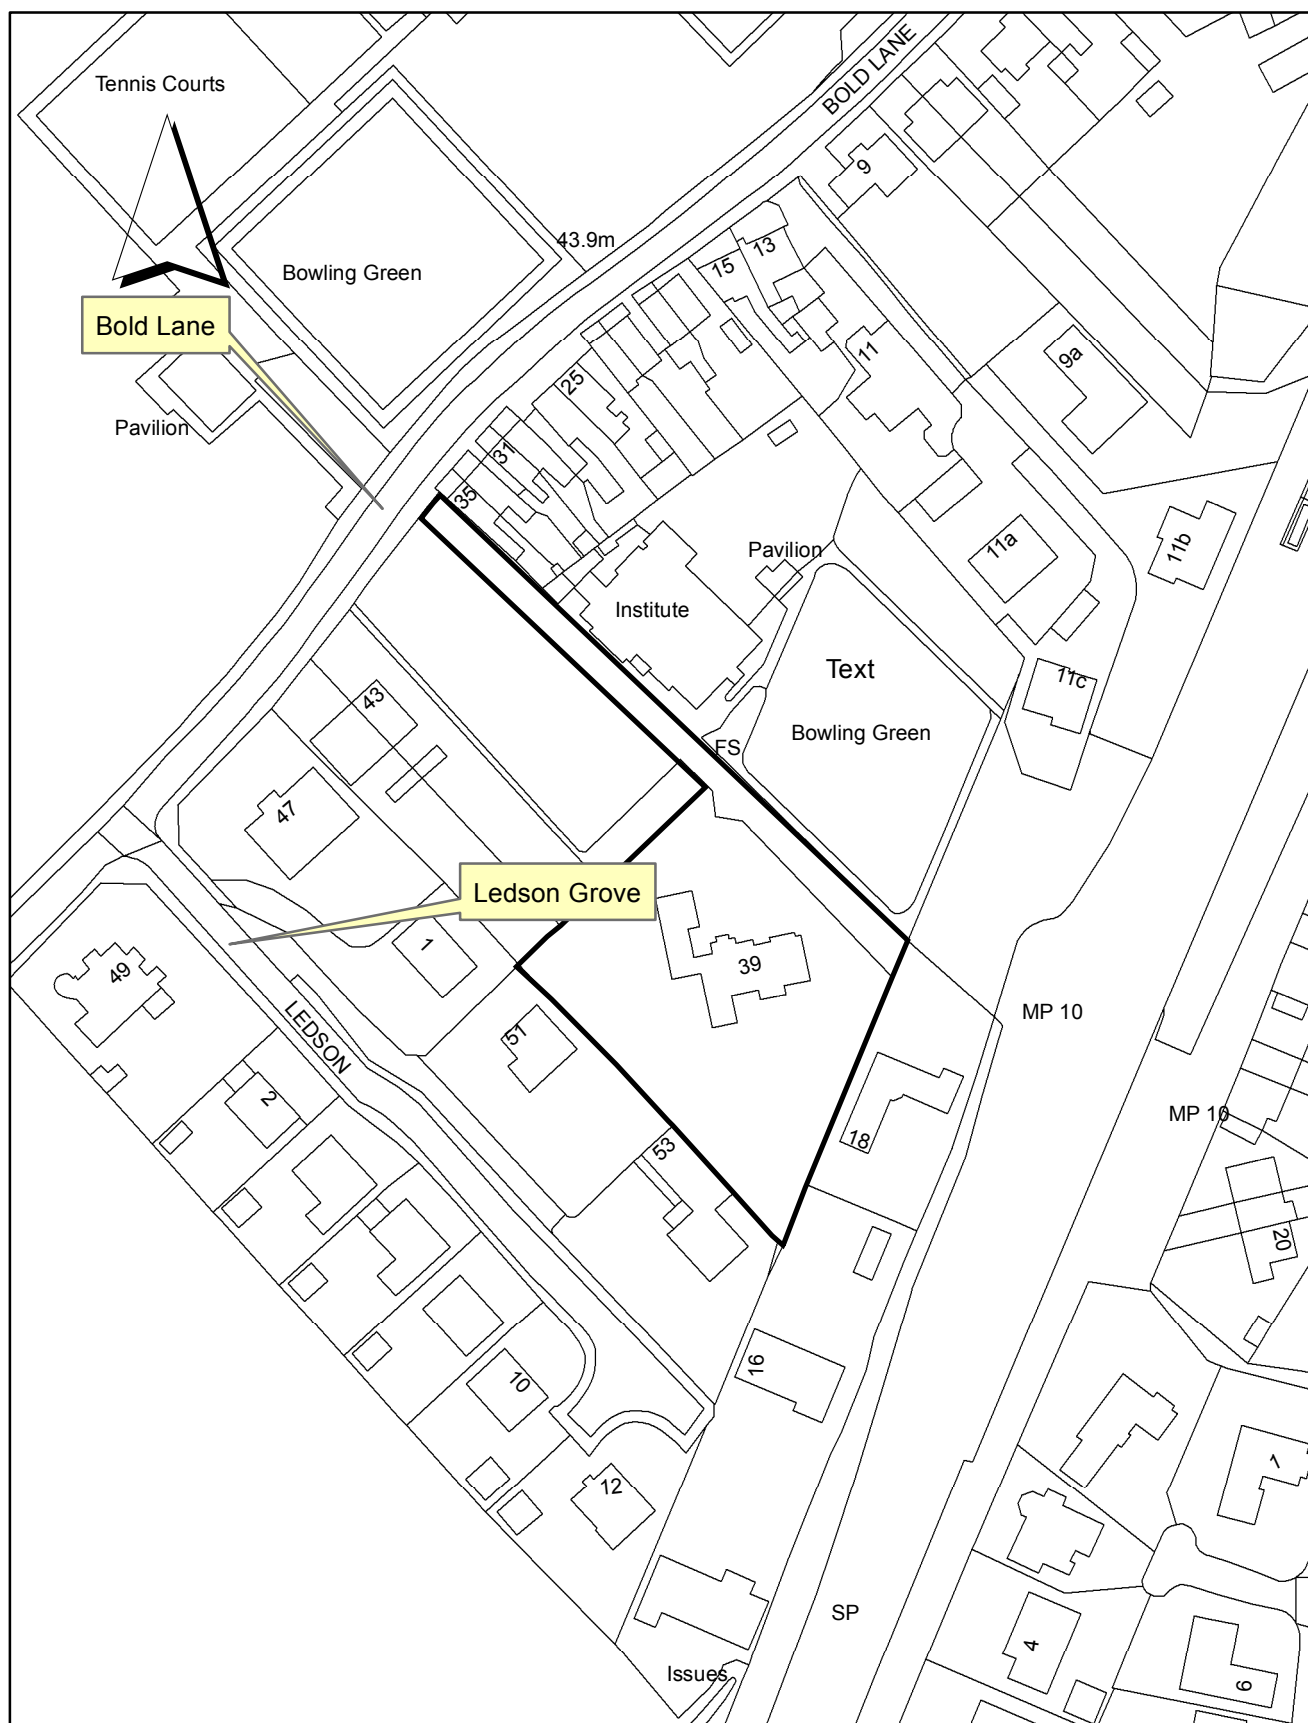 BOLD LANE
Tennis Courts
9
43.9m
13
15
Bowling Green
Bold Lane
11
9a
25
Pavilion
31
35
11b
11a
Pavilion
Institute
Text
11c
43
Bowling Green
FS
47
Ledson Grove
1
39
49
MP 10
51
LEDSON
2
MP 10
18
53
20
16
10
1
12
SP
4
Issues
6